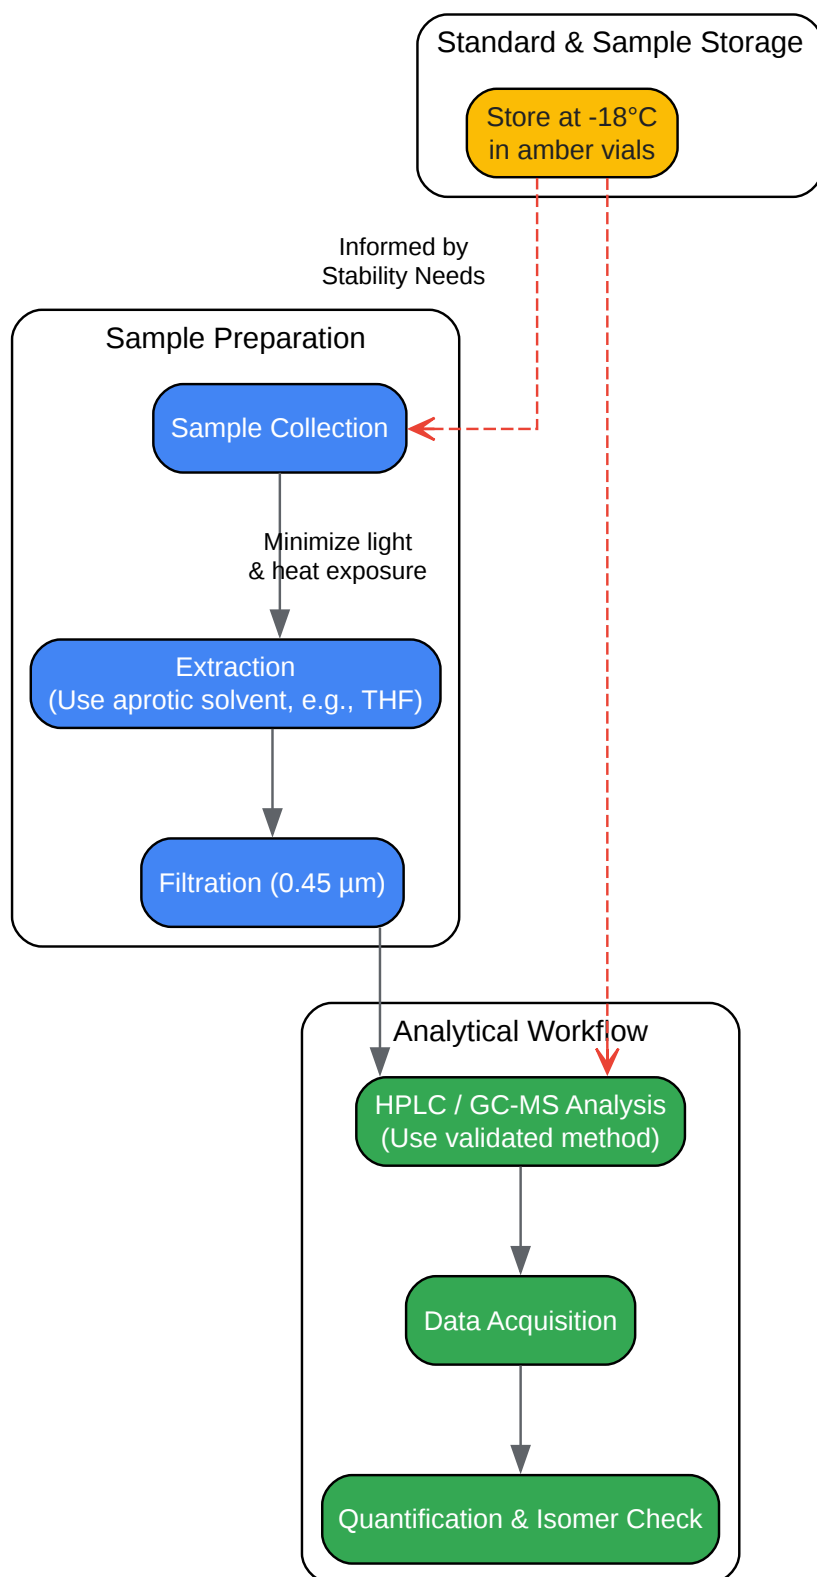 Standard & Sample Storage
Store at -18°C
in amber vials
Informed by
Stability Needs
Sample Preparation
Sample Collection
Minimize light
& heat exposure
Extraction
(Use aprotic solvent, e.g., THF)
Filtration (0.45 µm)
Analytical Workflow
HPLC / GC-MS Analysis
(Use validated method)
Data Acquisition
Quantification & Isomer Check